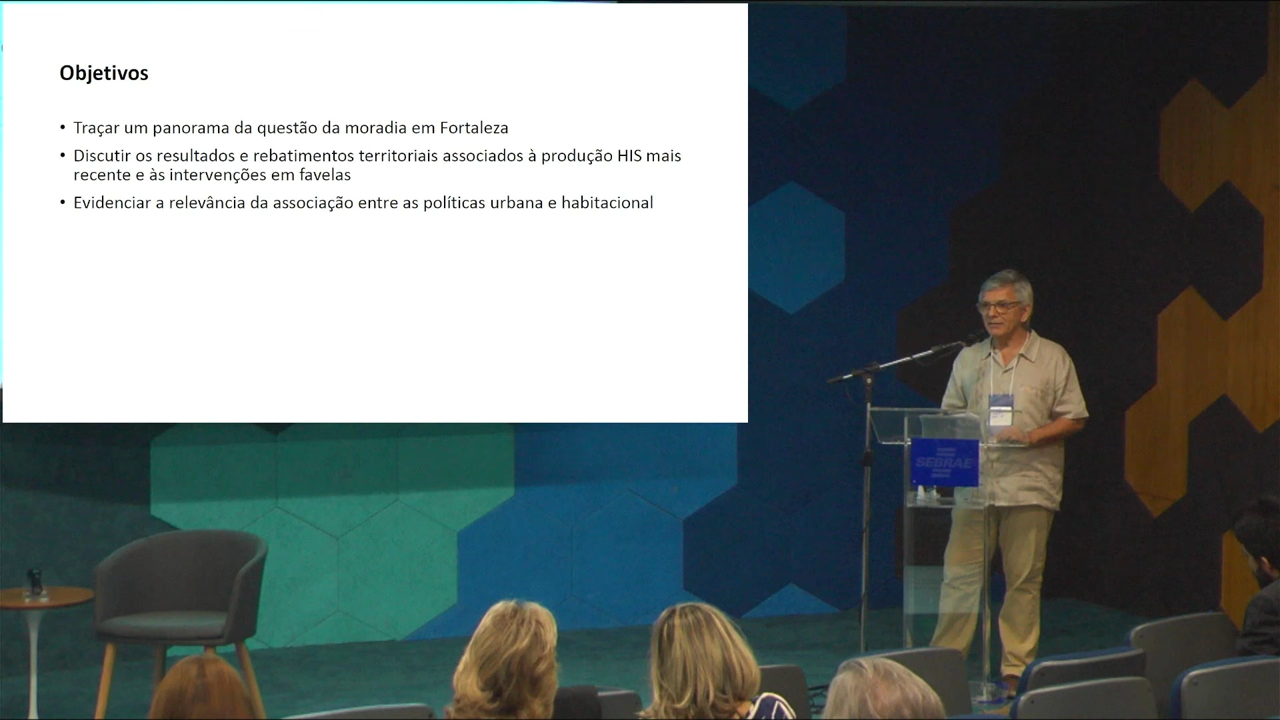 Objetivos
• Traçar um panorama da questão da moradia em Fortaleza
• Discutir os resultados e rebatimentos territoriais associados à produção HIS mais
recente e às intervenções em favelas
• Evidenciar a relevância da associação entre as políticas urbana e habitacional
SEBRAE